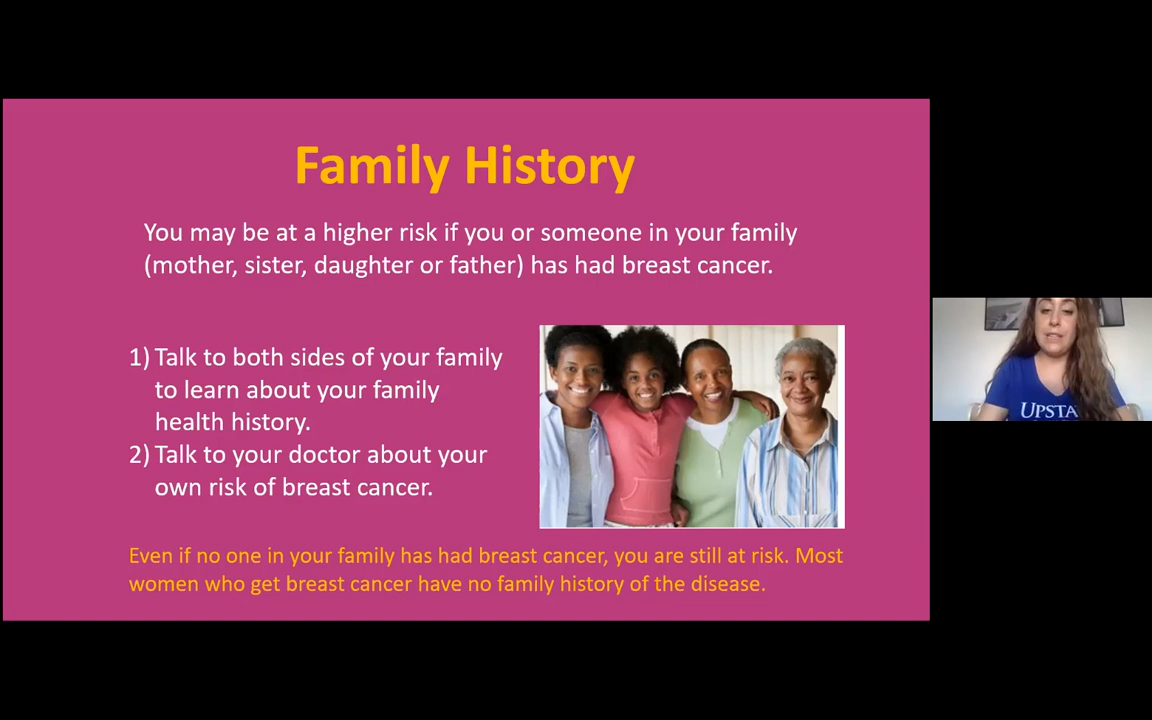 Family History
You may be at a higher risk if you or someone in your family
(mother, sister, daughter or father) has had breast cancer.
1) Talk to both sides of your family
to learn about your family
health history.
2) Talk to your doctor about your
own risk of breast cancer.
Even if no one in your family has had breast cancer, you are still at risk. Most
women who get breast cancer have no family history of the disease.
UPSTA